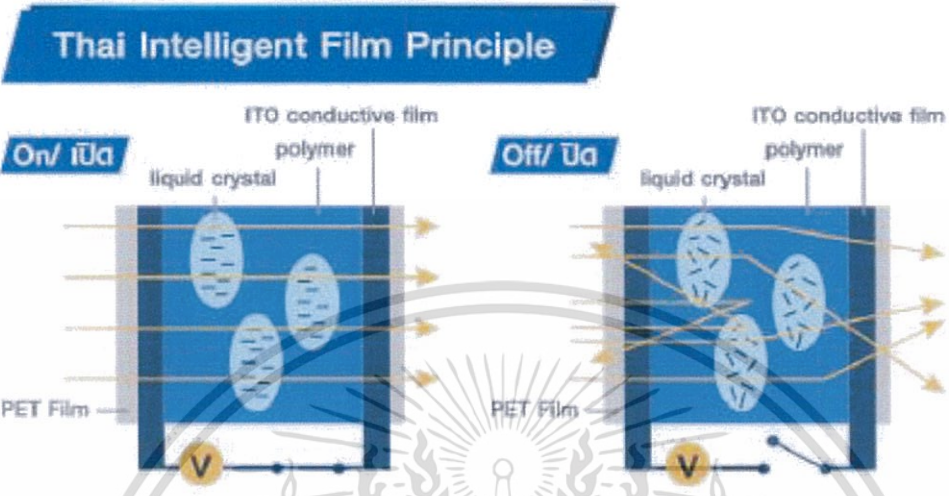 Thai Intelligent Film Principle
On/ เปิด
ITO conductive film
polymer
liquid crystal
PET Film
V
Off/ ปิด
ITO conductive film
polymer
liquid crystal
PET Film
V